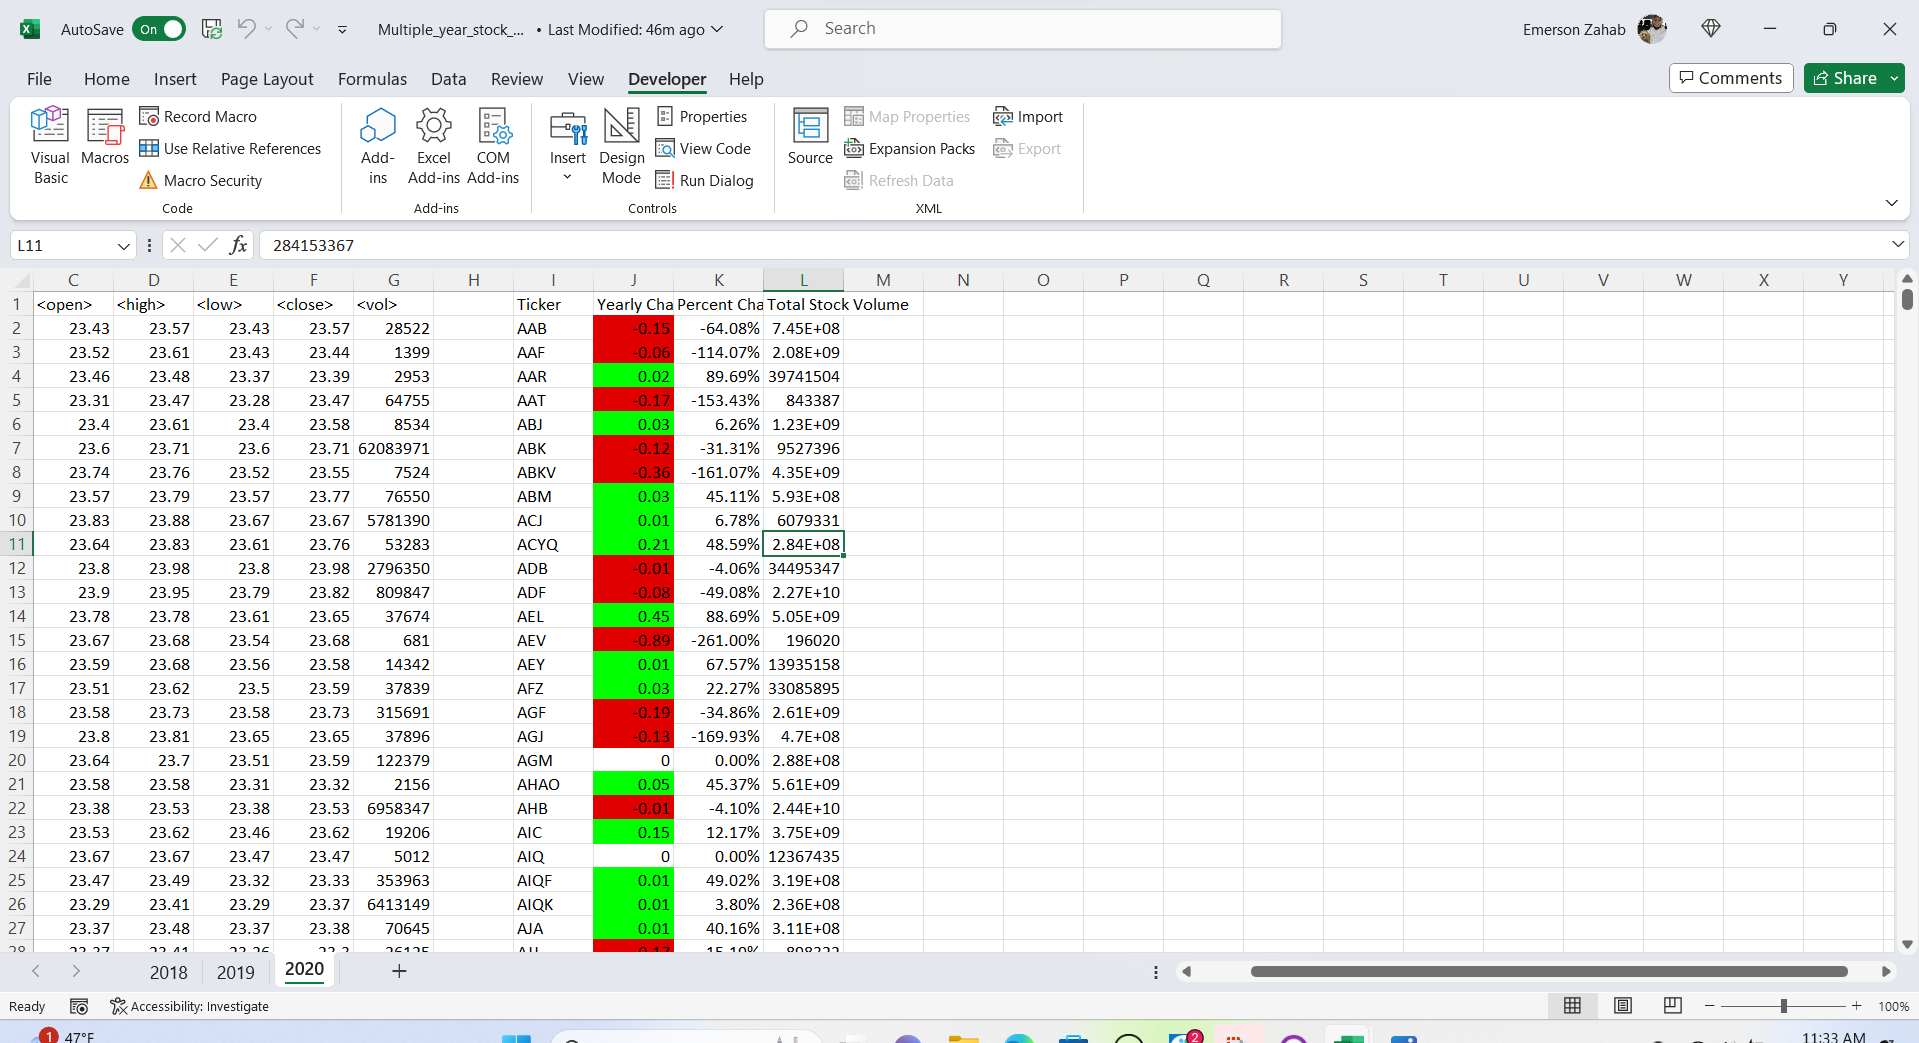 AutoSave On Multiple_year_stock_... • Last Modified: 46m ago Search Emerson Zahab
File Home Insert Page Layout Formulas Data Review View Developer Help Comments Share
Visual Basic
Macros
Record Macro
Use Relative References
Macro Security
Code
Add-ins
Excel Add-ins
COM Add-ins
Add-ins
Insert
Design Mode
Properties
View Code
Run Dialog
Controls
Source
Map Properties
Expansion Packs
Refresh Data
Import
Export
XML
L11 fx 284153367
C D E F G H I J K L M N O P Q R S T U V W X Y
1 <open> <high> <low> <close> <vol> Ticker Yearly Cha Percent Cha Total Stock Volume
2 23.43 23.57 23.43 23.57 28522 AAB -0.15 -64.08% 7.45E+08
3 23.52 23.61 23.43 23.44 1399 AAF -0.06 -114.07% 2.08E+09
4 23.46 23.48 23.37 23.39 2953 AAR 0.02 89.69% 39741504
5 23.31 23.47 23.28 23.47 64755 AAT -0.17 -153.43% 843387
6 23.4 23.61 23.4 23.58 8534 ABJ 0.03 6.26% 1.23E+09
7 23.6 23.71 23.6 23.71 62083971 ABK -0.12 -31.31% 9527396
8 23.74 23.76 23.52 23.55 7524 ABKV -0.36 -161.07% 4.35E+09
9 23.57 23.79 23.57 23.77 76550 ABM 0.03 45.11% 5.93E+08
10 23.83 23.88 23.67 23.67 5781390 ACJ 0.01 6.78% 6079331
11 23.64 23.83 23.61 23.76 53283 ACYQ 0.21 48.59% 2.84E+08
12 23.8 23.98 23.8 23.98 2796350 ADB -0.01 -4.06% 34495347
13 23.9 23.95 23.79 23.82 809847 ADF -0.08 -49.08% 2.27E+10
14 23.78 23.78 23.61 23.65 37674 AEL 0.45 88.69% 5.05E+09
15 23.67 23.68 23.54 23.68 681 AEV -0.89 -261.00% 196020
16 23.59 23.68 23.56 23.58 14342 AEY 0.01 67.57% 13935158
17 23.51 23.62 23.5 23.59 37839 AFZ 0.03 22.27% 33085895
18 23.58 23.73 23.58 23.73 315691 AGF -0.19 -34.86% 2.61E+09
19 23.8 23.81 23.65 23.65 37896 AGJ -0.13 -169.93% 4.7E+08
20 23.64 23.7 23.51 23.59 122379 AGM 0 0.00% 2.88E+08
21 23.58 23.58 23.31 23.32 2156 AHAO 0.05 45.37% 5.61E+09
22 23.38 23.53 23.38 23.53 6958347 AHB -0.01 -4.10% 2.44E+10
23 23.53 23.62 23.46 23.62 19206 AIC 0.15 12.17% 3.75E+09
24 23.67 23.67 23.47 23.47 5012 AIQ 0 0.00% 12367435
25 23.47 23.49 23.32 23.33 353963 AIQF 0.01 49.02% 3.19E+08
26 23.29 23.41 23.29 23.37 6413149 AIQK 0.01 3.80% 2.36E+08
27 23.37 23.48 23.37 23.38 70645 AJA 0.01 40.16% 3.11E+08
2018 2019 2020
Ready Accessibility: Investigate 100%
1 47°F 2 11:33 AM